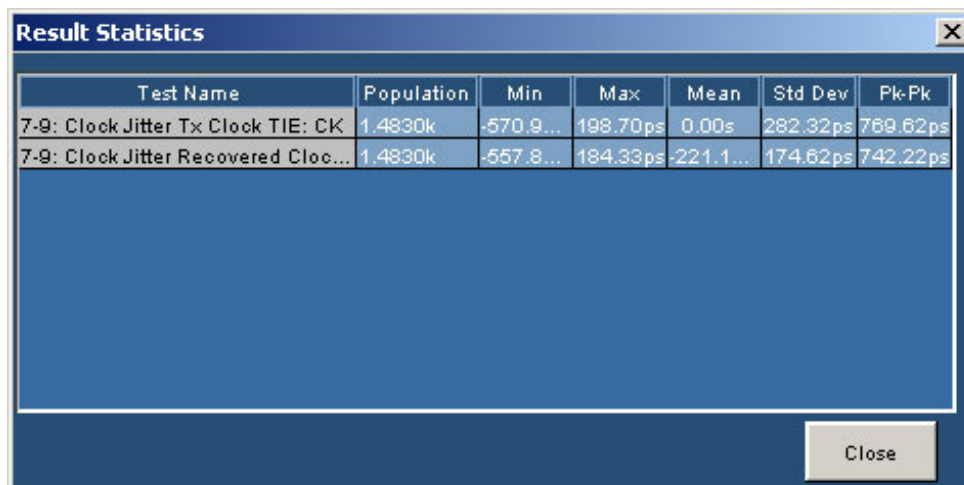 Result Statistics
Test Name Population Min Max Mean Std Dev Pk-Pk
7-9: Clock Jitter Tx Clock TIE: CK 1.4830k -570.9... 198.70ps 0.00s 282.32ps 769.62ps
7-9: Clock Jitter Recovered Cloc... 1.4830k -557.8... 184.33ps -221.1... 174.62ps 742.22ps
Close